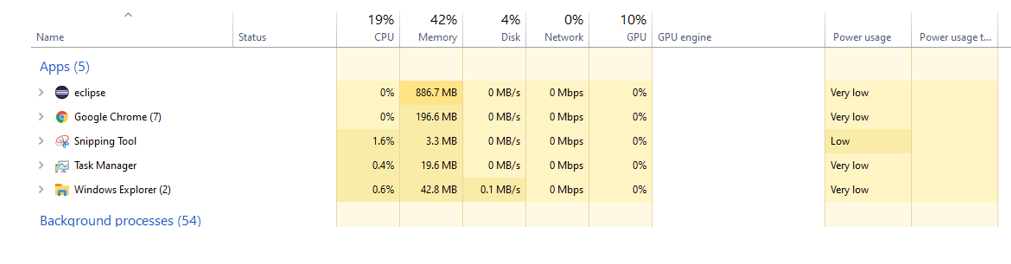 19% 42% 4% 0% 10%
Name Status CPU Memory Disk Network GPU GPU engine Power usage Power usage t...
Apps (5)
eclipse 0% 886.7 MB 0 MB/s 0 Mbps 0% Very low
Google Chrome (7) 0% 196.6 MB 0 MB/s 0 Mbps 0% Very low
Snipping Tool 1.6% 3.3 MB 0 MB/s 0 Mbps 0% Low
Task Manager 0.4% 19.6 MB 0 MB/s 0 Mbps 0% Very low
Windows Explorer (2) 0.6% 42.8 MB 0.1 MB/s 0 Mbps 0% Very low
Background processes (54)